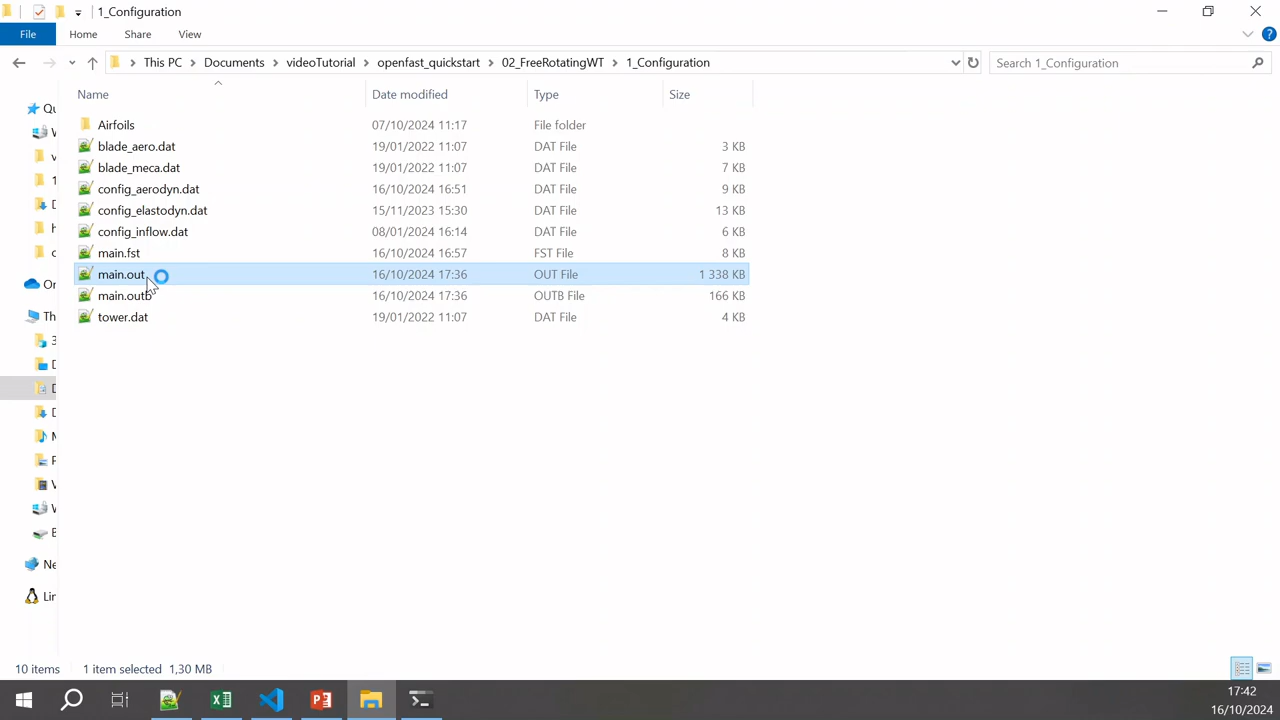 1_Configuration
File Home Share View
This PC Documents videoTutorial openfast_quickstart 02_FreeRotatingWT 1_Configuration Search 1_Configuration
Name Date modified Type Size
Airfoils 07/10/2024 11:17 File folder
blade_aero.dat 19/01/2022 11:07 DAT File 3 KB
blade_meca.dat 19/01/2022 11:07 DAT File 7 KB
config_aerodyn.dat 16/10/2024 16:51 DAT File 9 KB
config_elastodyn.dat 15/11/2023 15:30 DAT File 13 KB
config_inflow.dat 08/01/2024 16:14 DAT File 6 KB
main.fst 16/10/2024 16:57 FST File 8 KB
main.out 16/10/2024 17:36 OUT File 1 338 KB
main.outb 16/10/2024 17:36 OUTB File 166 KB
tower.dat 19/01/2022 11:07 DAT File 4 KB
10 items 1 item selected 1,30 MB
17:42
16/10/2024